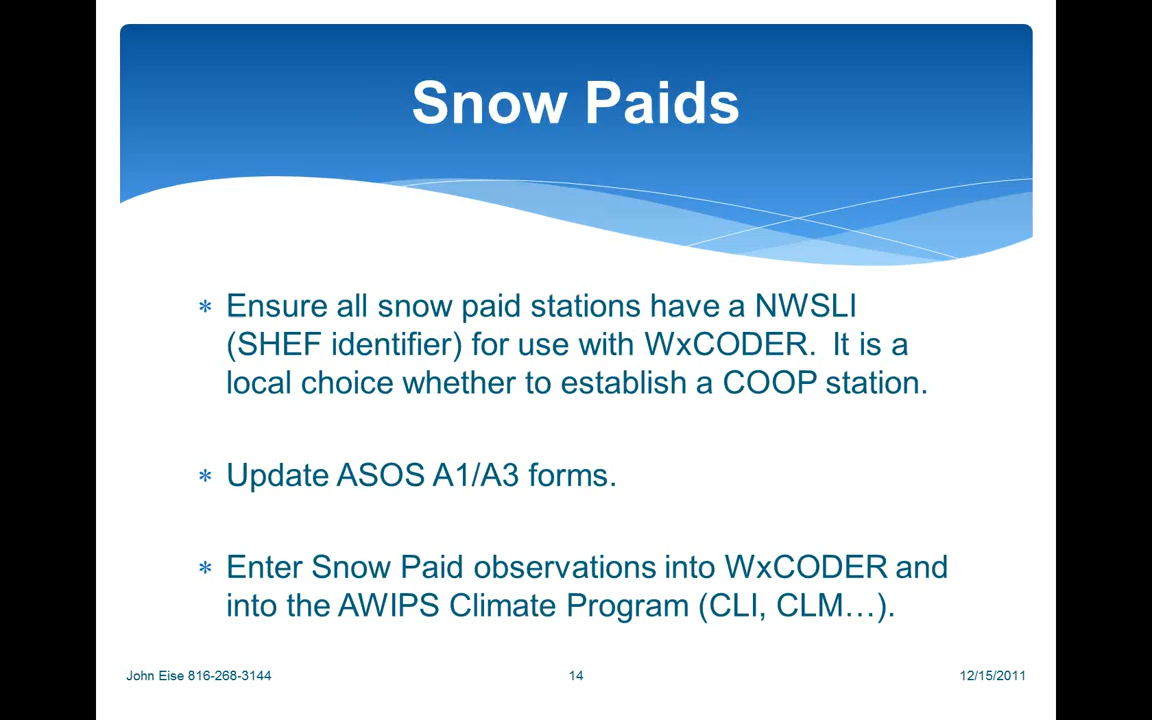 Snow Paids
* Ensure all snow paid stations have a NWSLI
(SHEF identifier) for use with WxCODER.  It is a
local choice whether to establish a COOP station.
* Update ASOS A1/A3 forms.
* Enter Snow Paid observations into WxCODER and
into the AWIPS Climate Program (CLI, CLM…).
John Eise 816-268-3144
14
12/15/2011